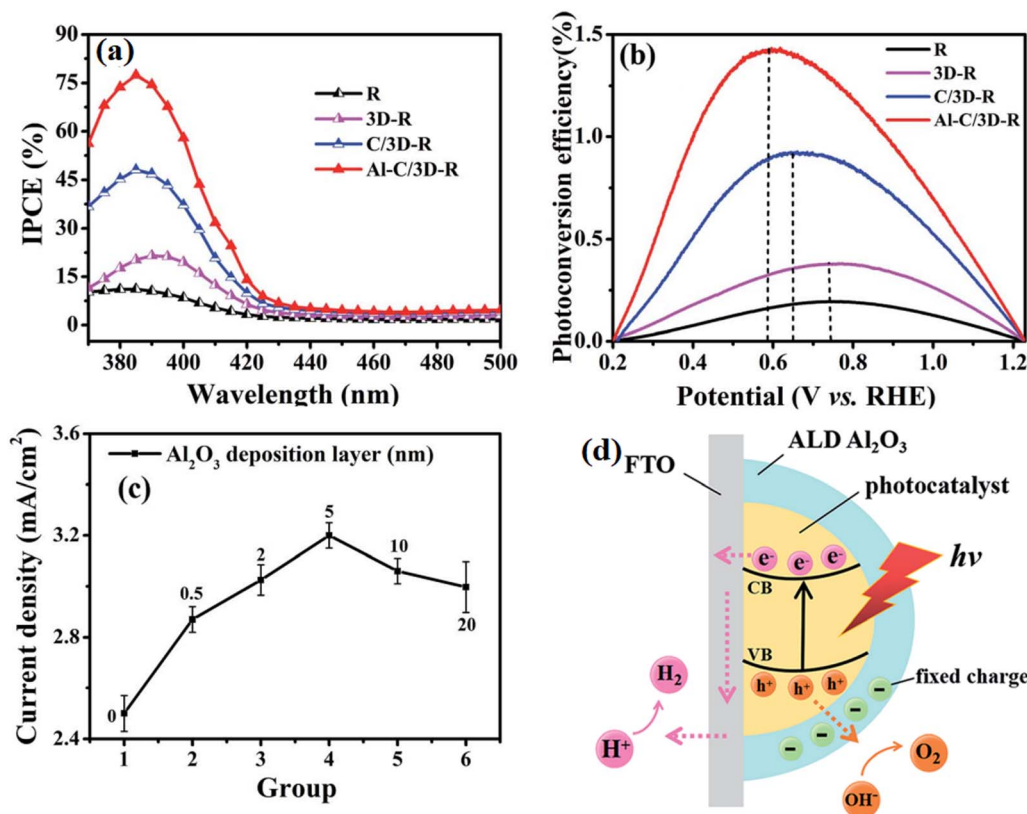 (a)
90
75
60
45
30
15
0
IPCE (%)
R
3D-R
C/3D-R
Al-C/3D-R
380 400 420 440 460 480 500
Wavelength (nm)
(b)
1.5
1.0
0.5
0.0
Photoconversion efficiency(%)
R
3D-R
C/3D-R
Al-C/3D-R
0.2 0.4 0.6 0.8 1.0 1.2
Potential (V vs. RHE)
(c)
3.6
3.2
2.8
2.4
Current density (mA/cm²)
Al₂O₃ deposition layer (nm)
0
0.5
2
5
10
20
1 2 3 4 5 6
Group
(d)
FTO
ALD Al₂O₃
photocatalyst
e⁻ e⁻ e⁻
hν
CB
VB
h⁺ h⁺ h⁺
fixed charge
− − − − −
H₂
H⁺
O₂
OH⁻